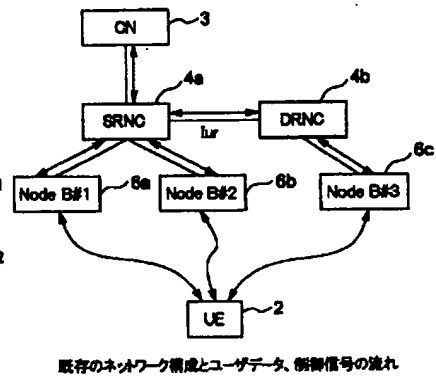 CN
3
4a
4b
SRNC
DRNC
Iur
Node B#1
6a
Node B#2
6b
Node B#3
6c
UE
2
既存のネットワーク構成とユーザデータ、制御信号の流れ